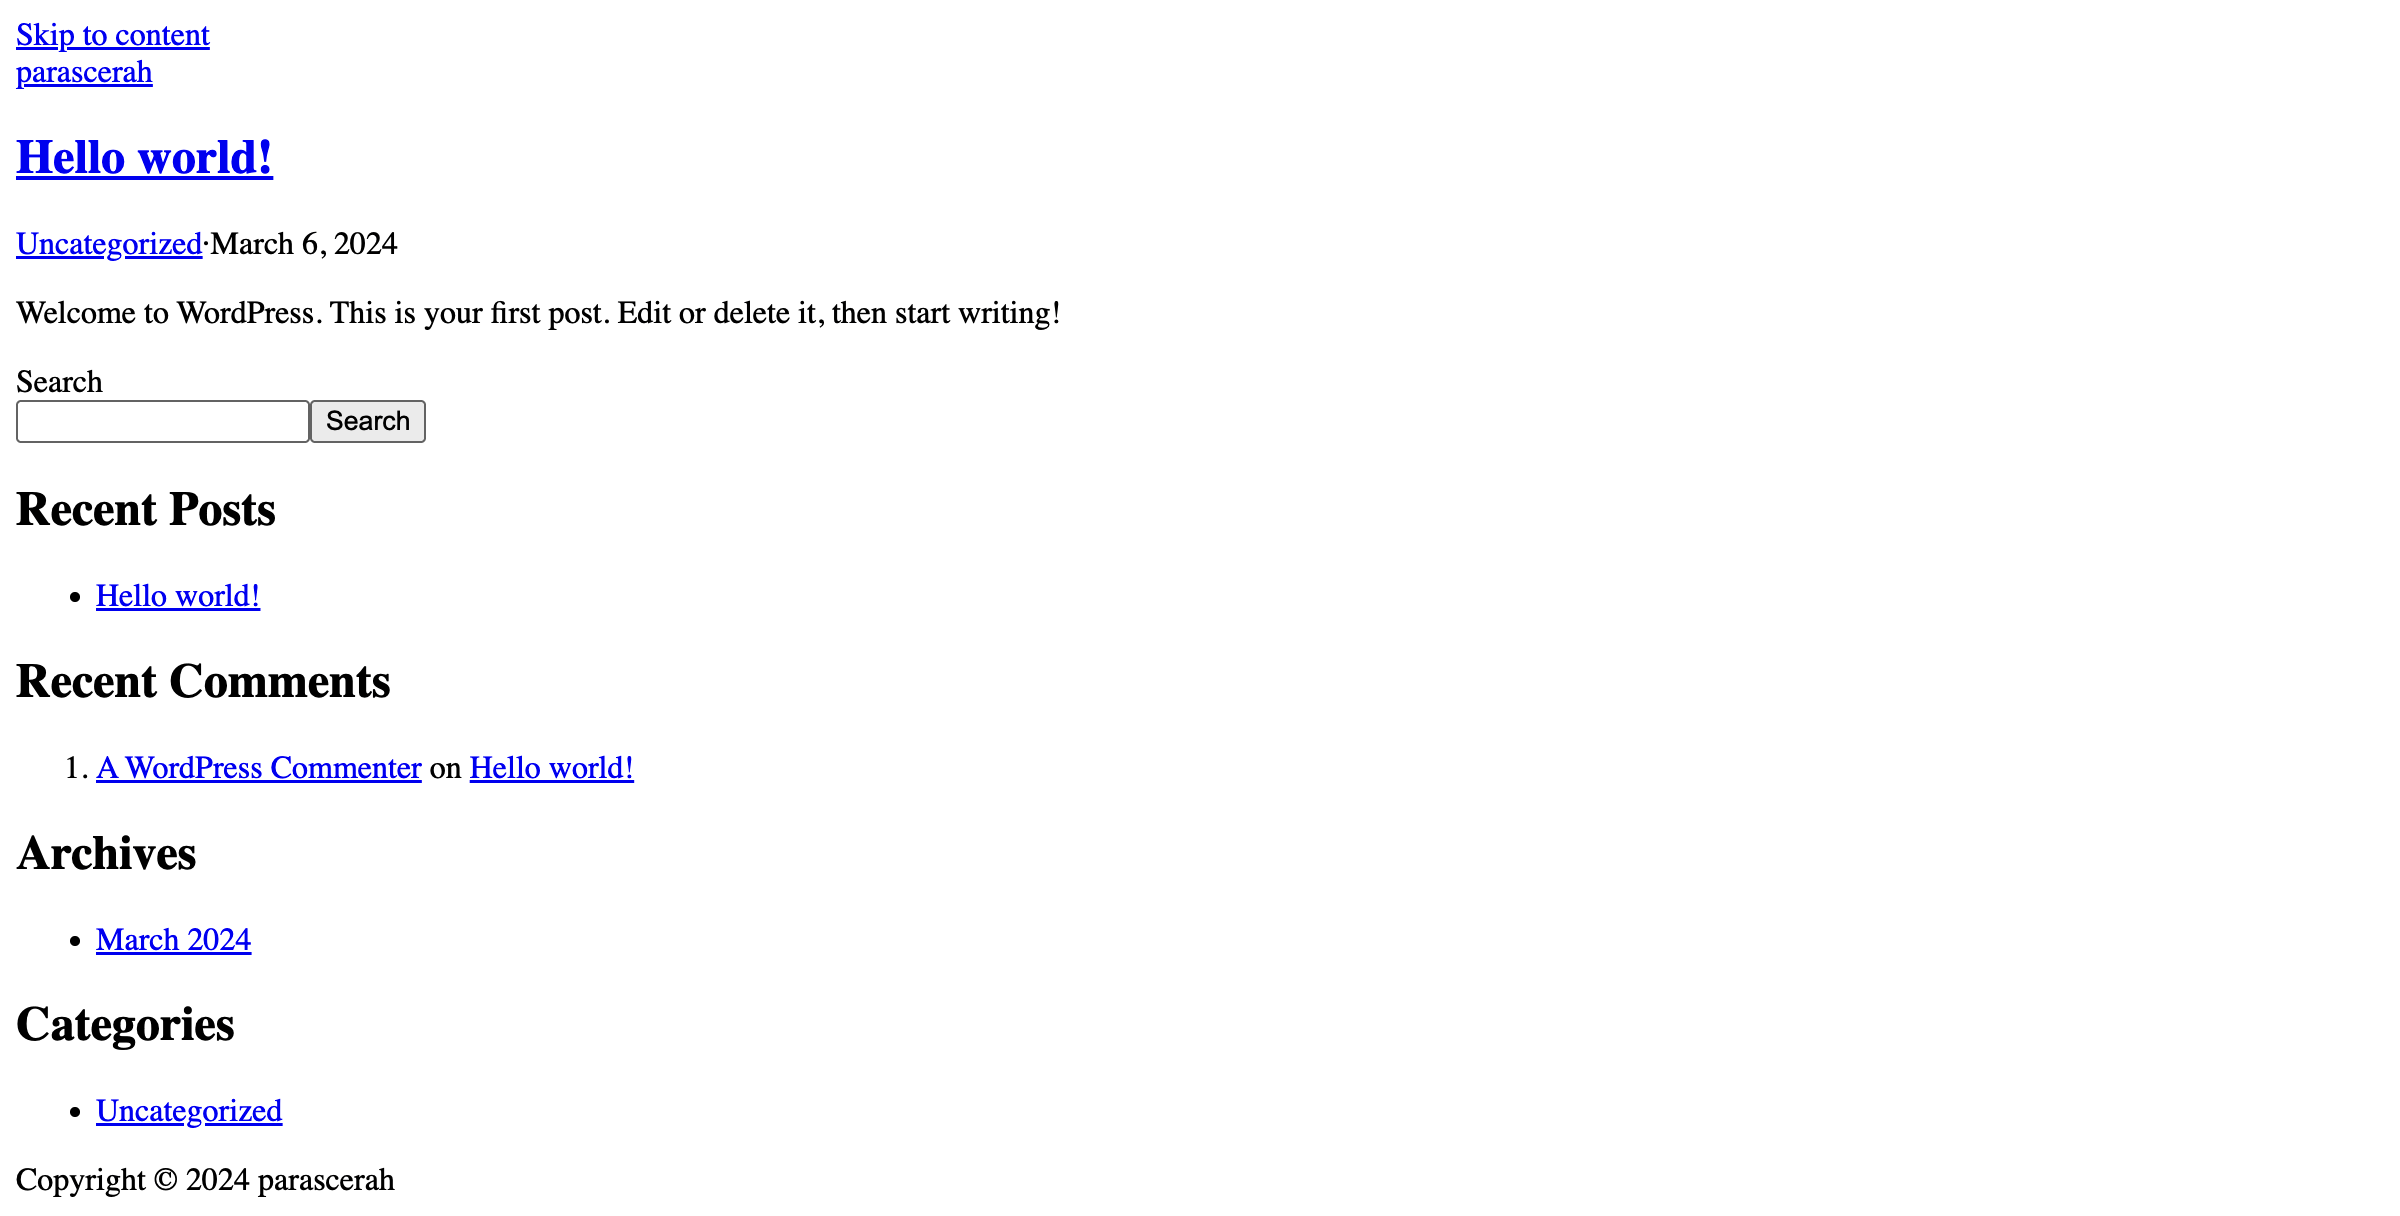 Skip to content
parascerah
Hello world!
Uncategorized·March 6, 2024
Welcome to WordPress. This is your first post. Edit or delete it, then start writing!
Search
Search
Recent Posts
Hello world!
Recent Comments
1. A WordPress Commenter on Hello world!
Archives
March 2024
Categories
Uncategorized
Copyright © 2024 parascerah